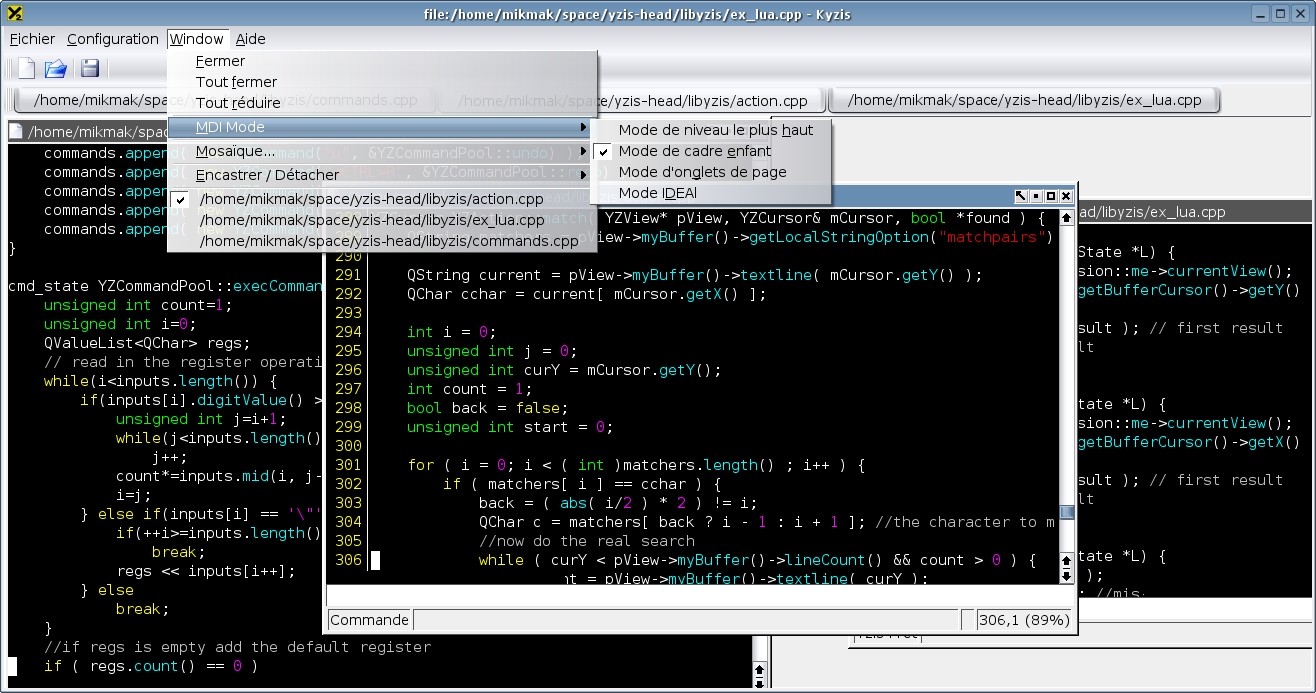 file:/home/mikmak/space/yzis-head/libyzis/ex_lua.cpp - Kyzis
Fichier Configuration Window Aide
Fermer
Tout fermer
Tout réduire
MDI Mode
Mosaïque...
Encastrer / Détacher
/home/mikmak/space/yzis-head/libyzis/action.cpp
/home/mikmak/space/yzis-head/libyzis/ex_lua.cpp
/home/mikmak/space/yzis-head/libyzis/commands.cpp
Mode de niveau le plus haut
Mode de cadre enfant
Mode d'onglets de page
Mode IDEAl
/home/mikmak/space/yzis-head/libyzis/commands.cpp
/home/mikmak/space/yzis-head/libyzis/action.cpp
/home/mikmak/space/yzis-head/libyzis/ex_lua.cpp
/home/mikmak/spac
commands.append(
commands.append( &YZCommandPool::undo) );
commands.append(
commands.append(
commands.append(
}
cmd_state YZCommandPool::execComman
unsigned int count=1;
unsigned int i=0;
QValueList<QChar> regs;
// read in the register operati
while(i<inputs.length()) {
if(inputs[i].digitValue() >
unsigned int j=i+1;
while(j<inputs.length()
j++;
count*=inputs.mid(i, j-
i=j;
} else if(inputs[i] == '\"'
if(++i>=inputs.length()
break;
regs << inputs[i++];
} else
break;
}
//if regs is empty add the default register
if ( regs.count() == 0 )
YZView* pView, YZCursor& mCursor, bool *found ) {
pView->myBuffer()->getLocalStringOption("matchpairs")
290
291 QString current = pView->myBuffer()->textline( mCursor.getY() );
292 QChar cchar = current[ mCursor.getX() ];
293
294 int i = 0;
295 unsigned int j = 0;
296 unsigned int curY = mCursor.getY();
297 int count = 1;
298 bool back = false;
299 unsigned int start = 0;
300
301 for ( i = 0; i < ( int )matchers.length() ; i++ ) {
302 if ( matchers[ i ] == cchar ) {
303 back = ( abs( i/2 ) * 2 ) != i;
304 QChar c = matchers[ back ? i - 1 : i + 1 ]; //the character to m
305 //now do the real search
306 while ( curY < pView->myBuffer()->lineCount() && count > 0 ) {
nt = pView->myBuffer()->textline( curY );
Commande
306,1 (89%)
ad/libyzis/ex_lua.cpp
State *L) {
sion::me->currentView();
getBufferCursor()->getY()
sult ); // first result
lt
tate *L) {
sion::me->currentView();
getBufferCursor()->getX()
sult ); // first result
lt
tate *L) {
);
; //mis